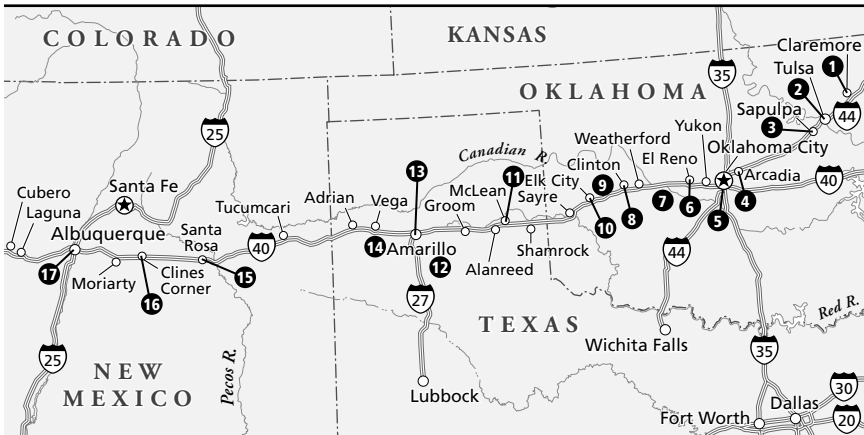 COLORADO
KANSAS
OKLAHOMA
TEXAS
NEW
MEXICO
Claremore
1
Tulsa
2
Sapulpa
3
44
35
Oklahoma City
Arcadia
4
40
5
Yukon
El Reno
6
7
Weatherford
Clinton
8
9
Elk
City
10
Sayre
Canadian R.
11
McLean
Shamrock
Alanreed
Groom
13
Amarillo
12
14
Vega
Adrian
27
Lubbock
44
Wichita Falls
Red R.
35
30
20
Dallas
Fort Worth
Tucumcari
40
Santa
Rosa
15
Clines
Corner
16
Moriarty
Pecos R.
25
Santa Fe
Albuquerque
17
Laguna
Cubero
25